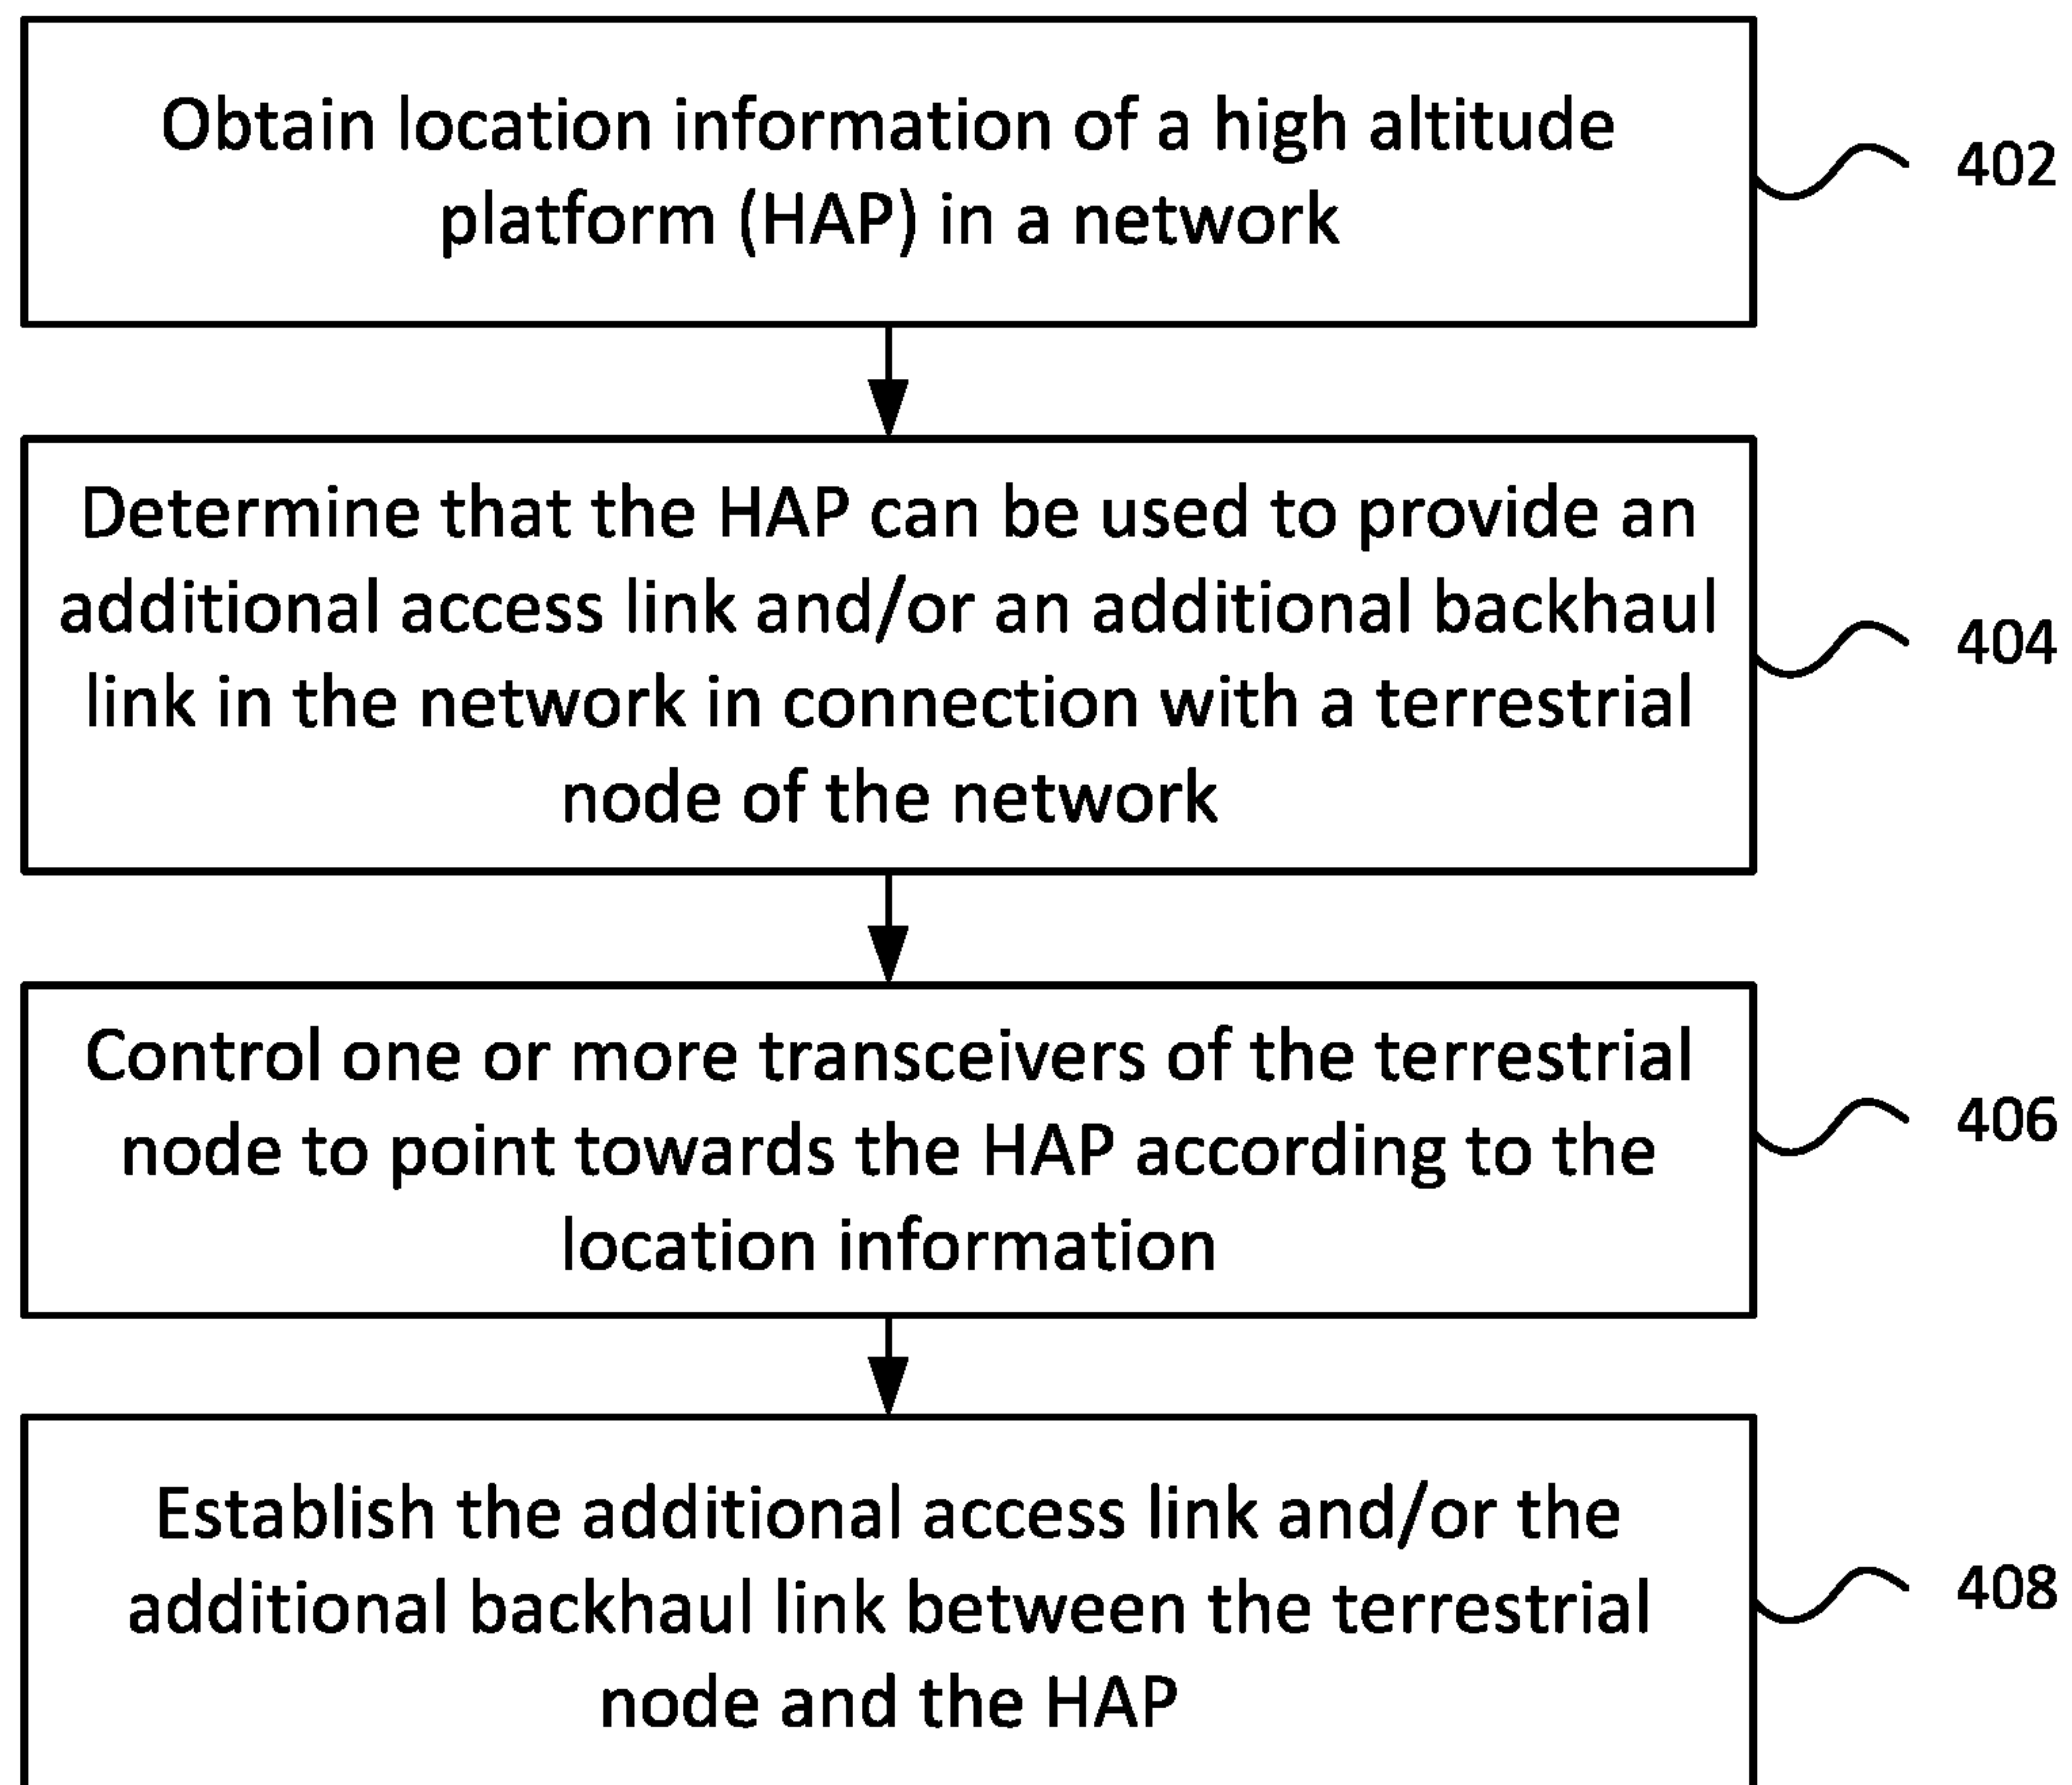 Obtain location information of a high altitude
platform (HAP) in a network
402
Determine that the HAP can be used to provide an
additional access link and/or an additional backhaul
link in the network in connection with a terrestrial
node of the network
404
Control one or more transceivers of the terrestrial
node to point towards the HAP according to the
location information
406
Establish the additional access link and/or the
additional backhaul link between the terrestrial
node and the HAP
408